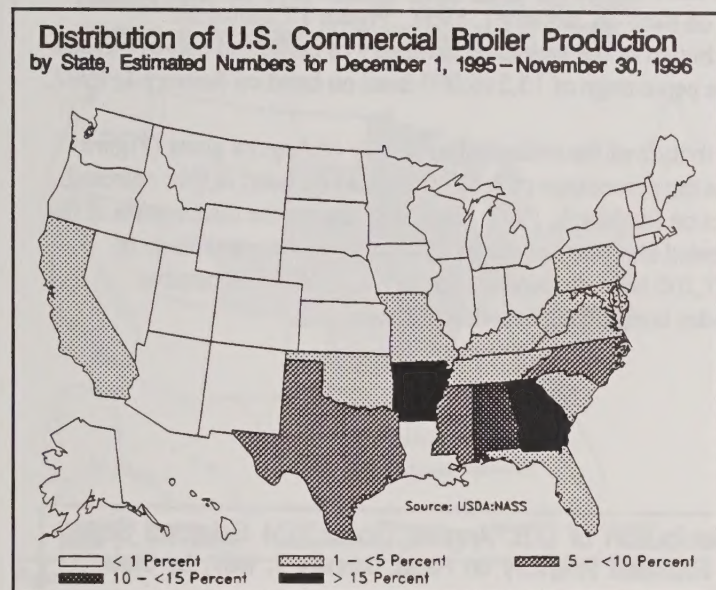 Distribution of U.S. Commercial Broiler Production
by State, Estimated Numbers for December 1, 1995–November 30, 1996
Source: USDA:NASS
< 1 Percent 1 – <5 Percent 5 – <10 Percent
10 – <15 Percent > 15 Percent